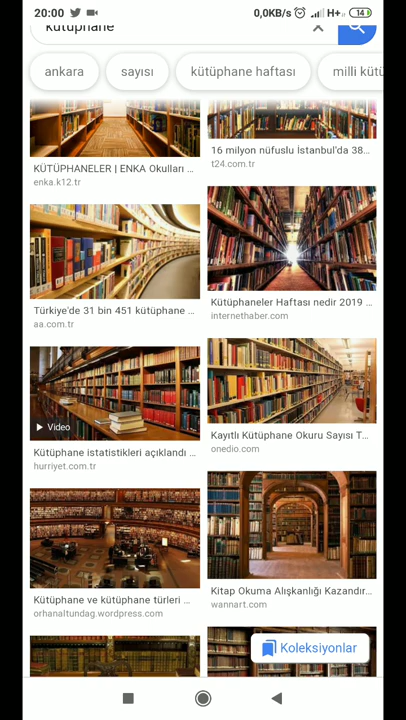 20:00
0,0KB/s
H+
14
kütüphane
ankara
sayısı
kütüphane haftası
milli kütü
KÜTÜPHANELER | ENKA Okulları ...
enka.k12.tr
16 milyon nüfuslu İstanbul'da 38...
t24.com.tr
Türkiye'de 31 bin 451 kütüphane ...
aa.com.tr
Kütüphaneler Haftası nedir 2019 ...
internethaber.com
Video
Kütüphane istatistikleri açıklandı ...
hurriyet.com.tr
Kayıtlı Kütüphane Okuru Sayısı T...
onedio.com
Kütüphane ve kütüphane türleri ...
orhanaltundag.wordpress.com
Kitap Okuma Alışkanlığı Kazandır...
wannart.com
Koleksiyonlar